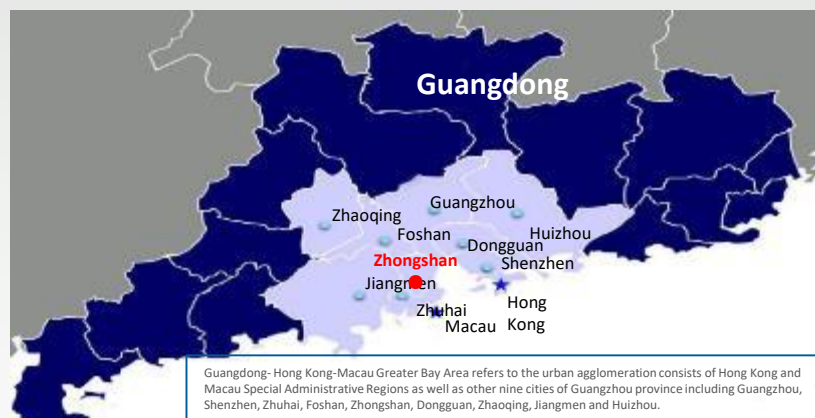 Guangdong
Zhaoqing
Guangzhou
Foshan
Huizhou
Dongguan
Zhongshan
Shenzhen
Jiangmen
Zhuhai
Hong
Kong
Macau
Guangdong- Hong Kong-Macau Greater Bay Area refers to the urban agglomeration consists of Hong Kong and
Macau Special Administrative Regions as well as other nine cities of Guangzhou province including Guangzhou,
Shenzhen, Zhuhai, Foshan, Zhongshan, Dongguan, Zhaoqing, Jiangmen and Huizhou.